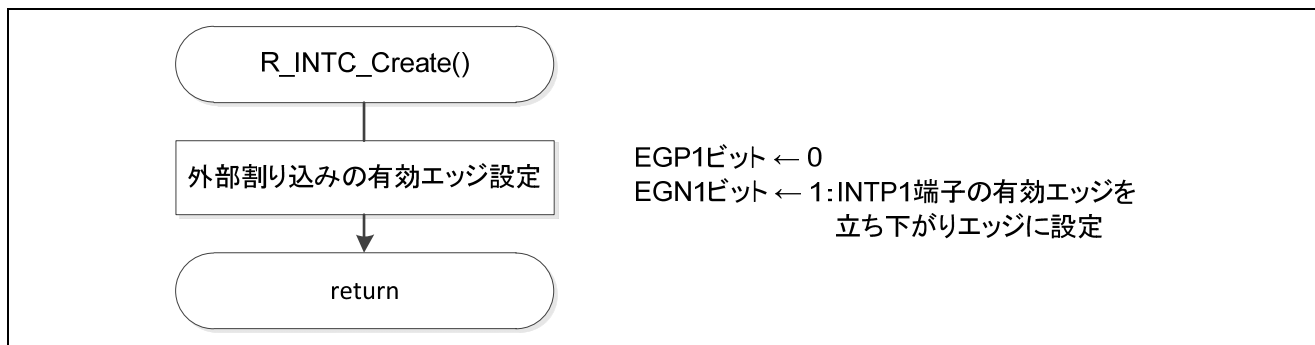 R_INTC_Create()
外部割り込みの有効エッジ設定
EGP1ビット ← 0
EGN1ビット ← 1:INTP1端子の有効エッジを
立ち下がりエッジに設定
return